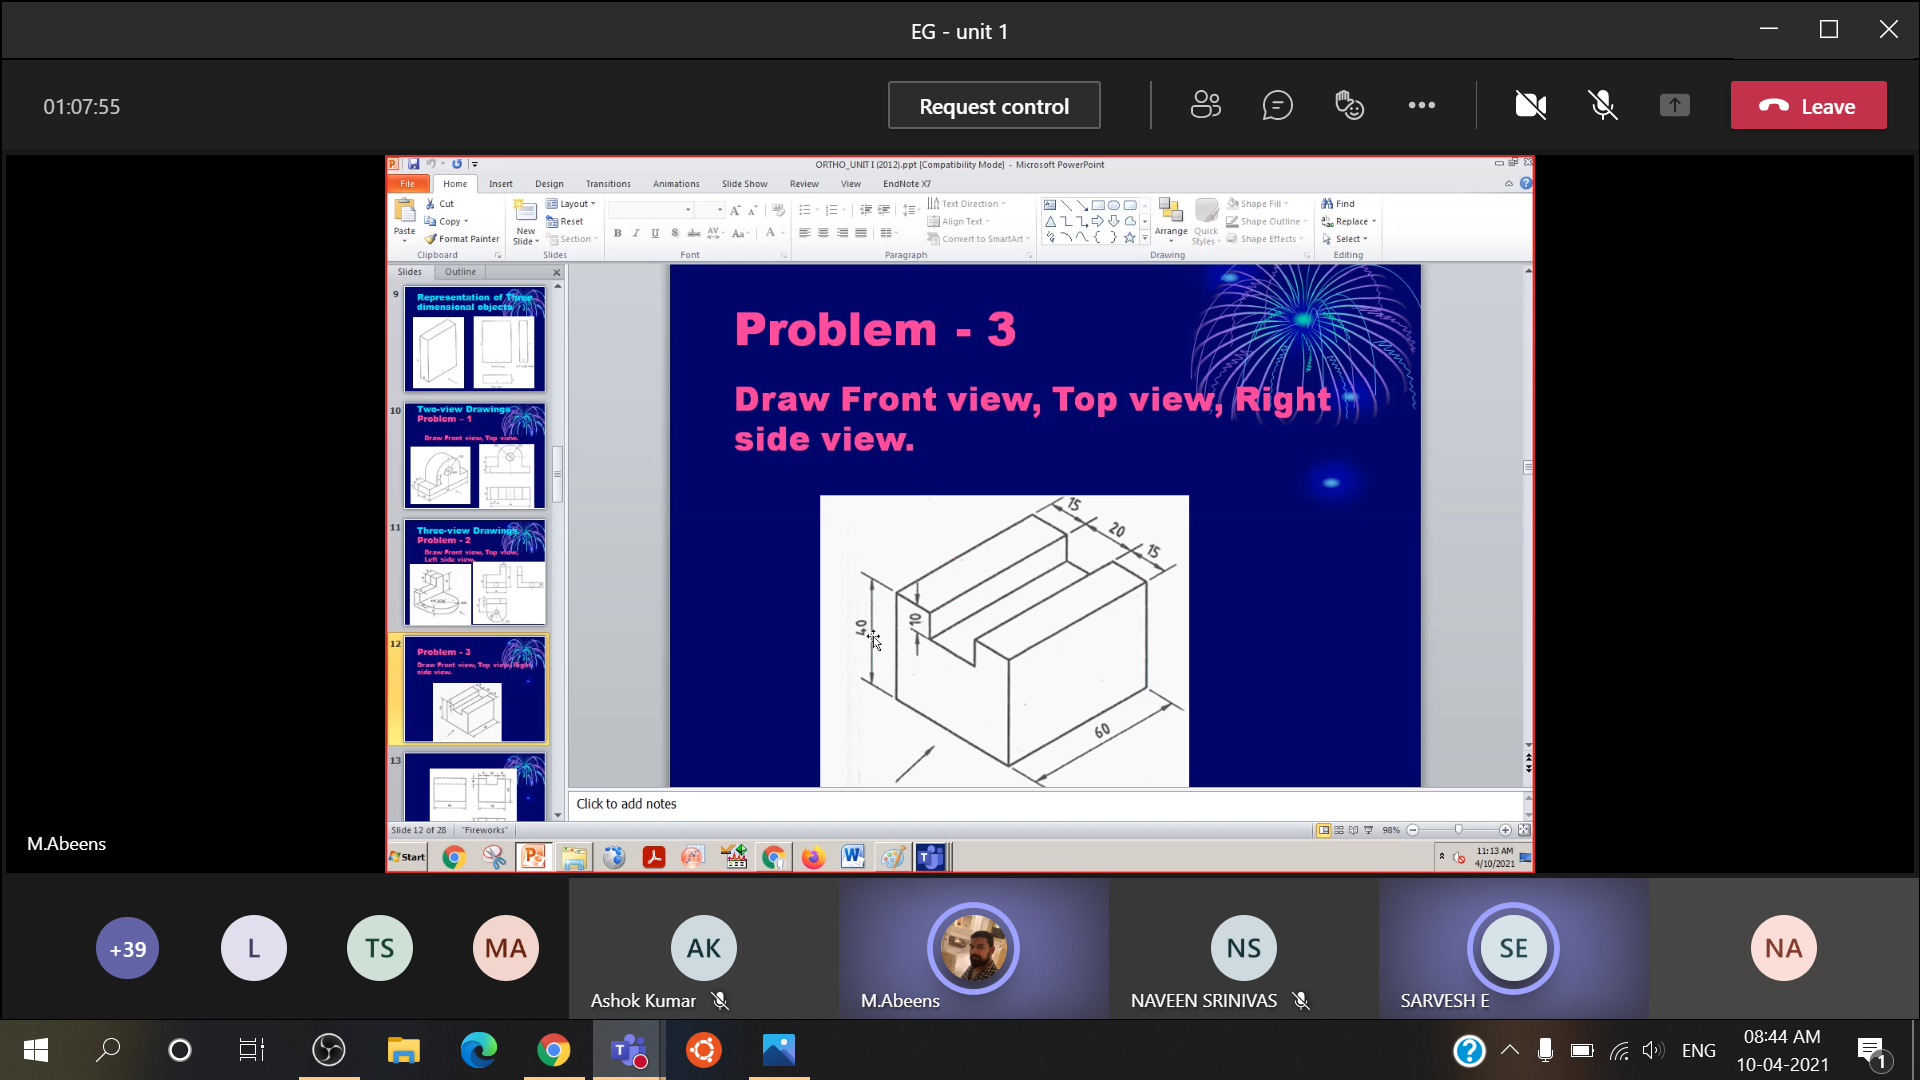 EG - unit 1
01:07:55
Request control
Leave
ORTHO_UNIT I (2012).ppt [Compatibility Mode] - Microsoft PowerPoint
File Home Insert Design Transitions Animations Slide Show Review View EndNote X7
Paste
Cut
Copy
Format Painter
Clipboard
New Slide
Layout
Reset
Section
Slides
B I U S abc AV Aa A
Font
Text Direction
Align Text
Convert to SmartArt
Paragraph
Arrange
Quick Styles
Shape Fill
Shape Outline
Shape Effects
Drawing
Find
Replace
Select
Editing
Slides Outline
9
Representation of Three
dimensional objects
10
Two-view Drawings
Problem - 1
Draw Front view, Top view.
11
Three-view Drawings
Problem - 2
Draw Front view, Top view,
Left side view.
12
Problem - 3
Draw Front view, Top view, Right
side view.
13
Problem - 3
Draw Front view, Top view, Right
side view.
15
20
15
40
10
60
Click to add notes
Slide 12 of 28 "Fireworks" 98%
Start
11:13 AM
4/10/2021
M.Abeens
+39 L TS MA AK NS SE NA
Ashok Kumar M.Abeens NAVEEN SRINIVAS SARVESH E
ENG
08:44 AM
10-04-2021
1